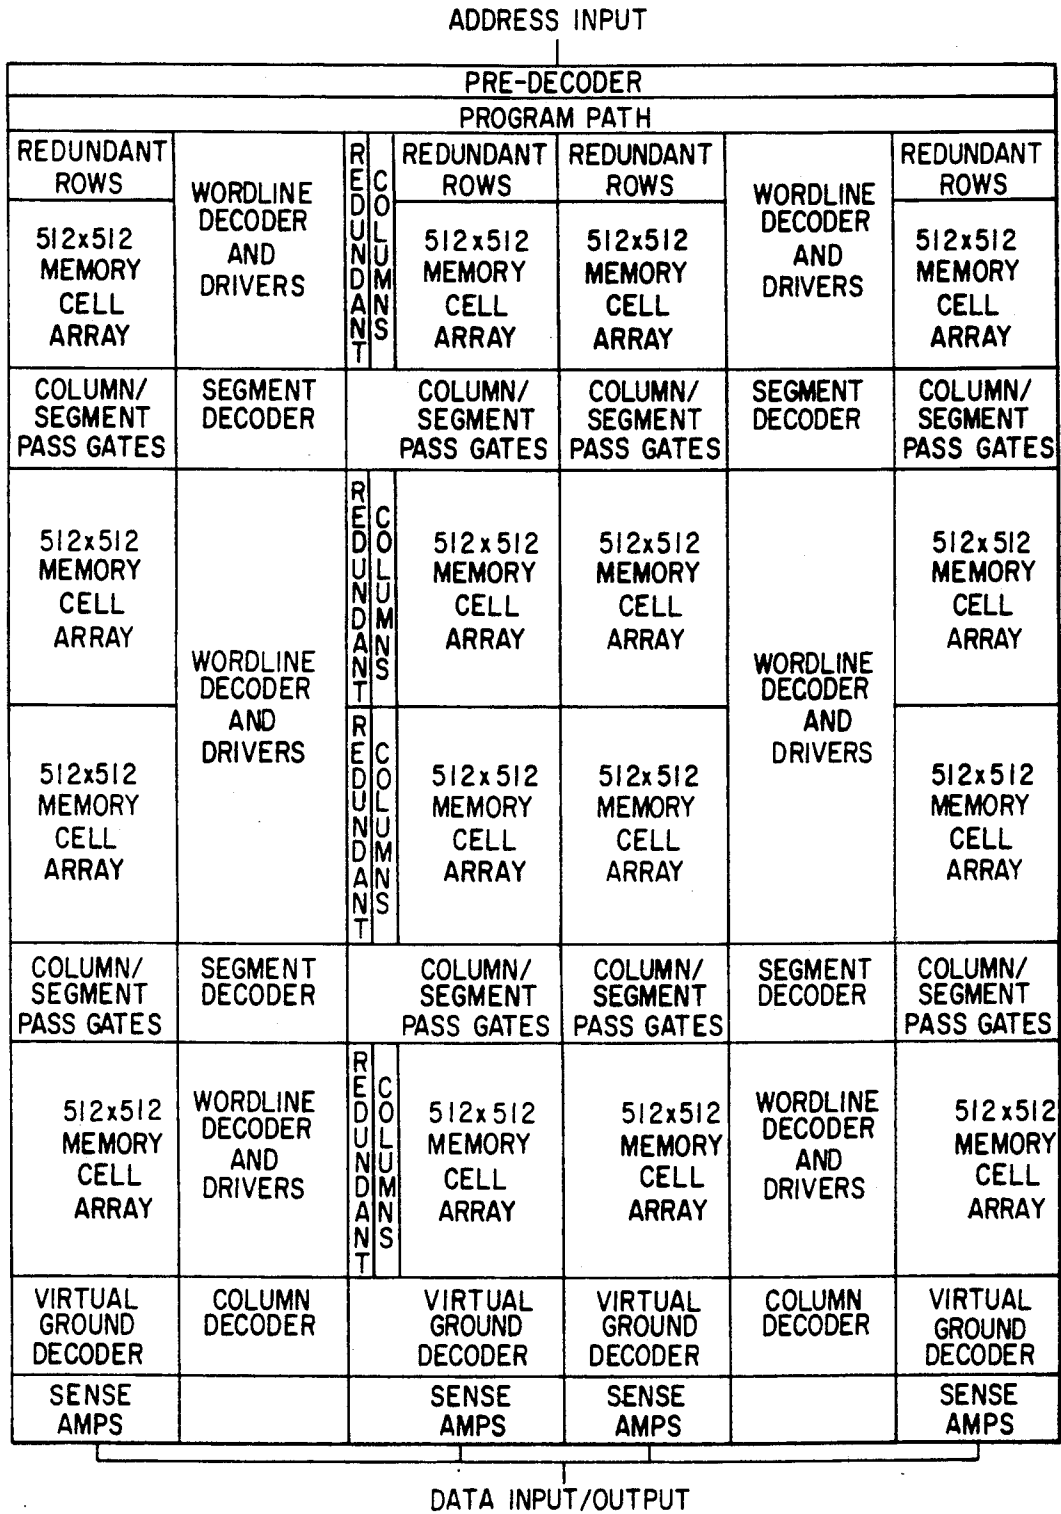 ADDRESS INPUT
PRE-DECODER
PROGRAM PATH
REDUNDANT
ROWS
512x512
MEMORY
CELL
ARRAY
WORDLINE
DECODER
AND
DRIVERS
REDUNDANT
COLUMNS
REDUNDANT
ROWS
512x512
MEMORY
CELL
ARRAY
REDUNDANT
ROWS
512x512
MEMORY
CELL
ARRAY
WORDLINE
DECODER
AND
DRIVERS
REDUNDANT
ROWS
512x512
MEMORY
CELL
ARRAY
COLUMN/
SEGMENT
PASS GATES
SEGMENT
DECODER
COLUMN/
SEGMENT
PASS GATES
COLUMN/
SEGMENT
PASS GATES
SEGMENT
DECODER
COLUMN/
SEGMENT
PASS GATES
512x512
MEMORY
CELL
ARRAY
512x512
MEMORY
CELL
ARRAY
WORDLINE
DECODER
AND
DRIVERS
REDUNDANT
COLUMNS
REDUNDANT
COLUMNS
512x512
MEMORY
CELL
ARRAY
512x512
MEMORY
CELL
ARRAY
512x512
MEMORY
CELL
ARRAY
512x512
MEMORY
CELL
ARRAY
WORDLINE
DECODER
AND
DRIVERS
512x512
MEMORY
CELL
ARRAY
512x512
MEMORY
CELL
ARRAY
COLUMN/
SEGMENT
PASS GATES
SEGMENT
DECODER
COLUMN/
SEGMENT
PASS GATES
COLUMN/
SEGMENT
PASS GATES
SEGMENT
DECODER
COLUMN/
SEGMENT
PASS GATES
512x512
MEMORY
CELL
ARRAY
WORDLINE
DECODER
AND
DRIVERS
REDUNDANT
COLUMNS
512x512
MEMORY
CELL
ARRAY
512x512
MEMORY
CELL
ARRAY
WORDLINE
DECODER
AND
DRIVERS
512x512
MEMORY
CELL
ARRAY
VIRTUAL
GROUND
DECODER
COLUMN
DECODER
VIRTUAL
GROUND
DECODER
VIRTUAL
GROUND
DECODER
COLUMN
DECODER
VIRTUAL
GROUND
DECODER
SENSE
AMPS
SENSE
AMPS
SENSE
AMPS
SENSE
AMPS
DATA INPUT/OUTPUT